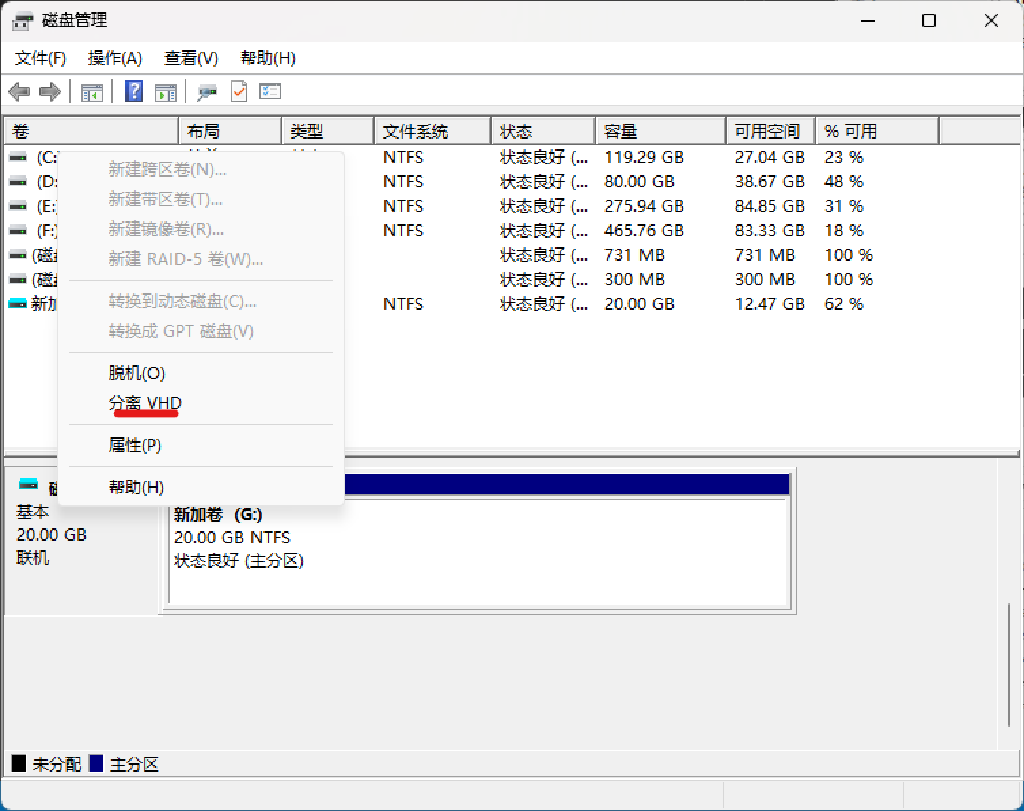 磁盘管理
文件(F) 操作(A) 查看(V) 帮助(H)
卷 布局 类型 文件系统 状态 容量 可用空间 % 可用
(C: NTFS 状态良好 (... 119.29 GB 27.04 GB 23 %
(D: NTFS 状态良好 (... 80.00 GB 38.67 GB 48 %
(E: NTFS 状态良好 (... 275.94 GB 84.85 GB 31 %
(F:) NTFS 状态良好 (... 465.76 GB 83.33 GB 18 %
(磁 状态良好 (... 731 MB 731 MB 100 %
(磁 状态良好 (... 300 MB 300 MB 100 %
新加 NTFS 状态良好 (... 20.00 GB 12.47 GB 62 %
新建跨区卷(N)...
新建带区卷(T)...
新建镜像卷(R)...
新建 RAID-5 卷(W)...
转换到动态磁盘(C)...
转换成 GPT 磁盘(V)
脱机(O)
分离 VHD
属性(P)
帮助(H)
基本
20.00 GB
联机
新加卷 (G:)
20.00 GB NTFS
状态良好 (主分区)
未分配 主分区